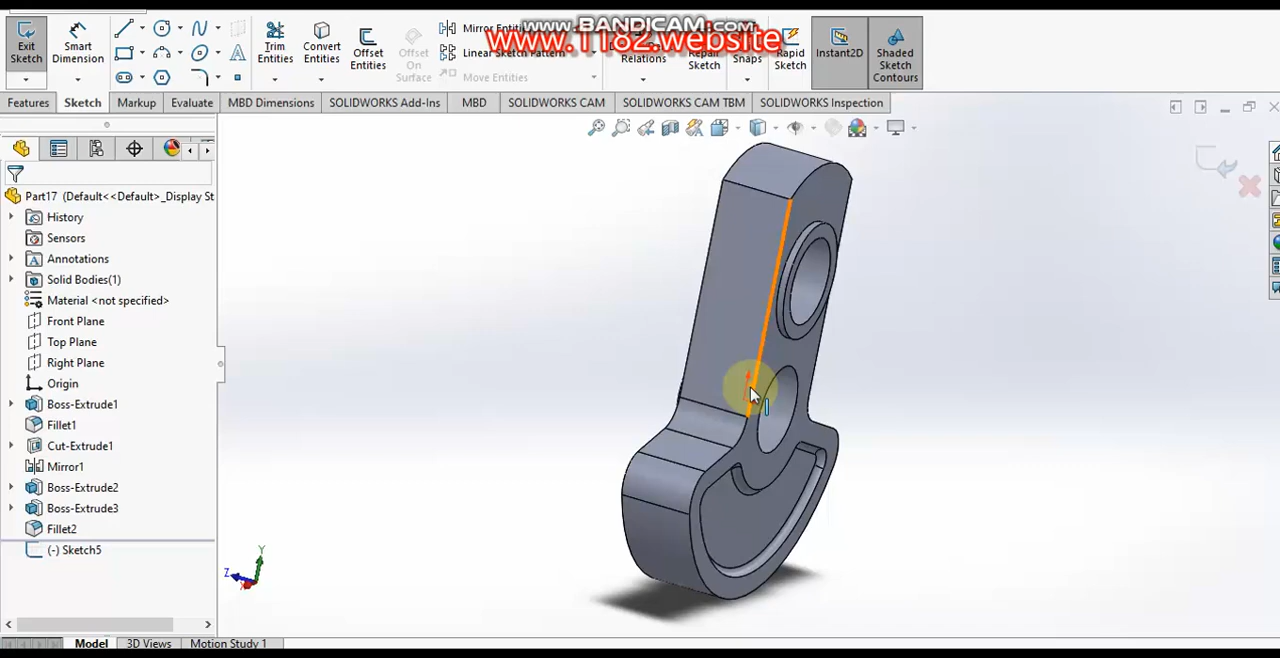 www.BANDICAM.com
www.1182.website
Exit Sketch
Smart Dimension
Trim Entities
Convert Entities
Offset Entities
Offset On Surface
Mirror Entities
Linear Sketch Pattern
Move Entities
Relations
Repair Sketch
Snaps
Rapid Sketch
Instant2D
Shaded Sketch Contours
Features
Sketch
Markup
Evaluate
MBD Dimensions
SOLIDWORKS Add-Ins
MBD
SOLIDWORKS CAM
SOLIDWORKS CAM TBM
SOLIDWORKS Inspection
Part17 (Default<<Default>_Display St
History
Sensors
Annotations
Solid Bodies(1)
Material <not specified>
Front Plane
Top Plane
Right Plane
Origin
Boss-Extrude1
Fillet1
Cut-Extrude1
Mirror1
Boss-Extrude2
Boss-Extrude3
Fillet2
(-) Sketch5
Y
Z
Model
3D Views
Motion Study 1